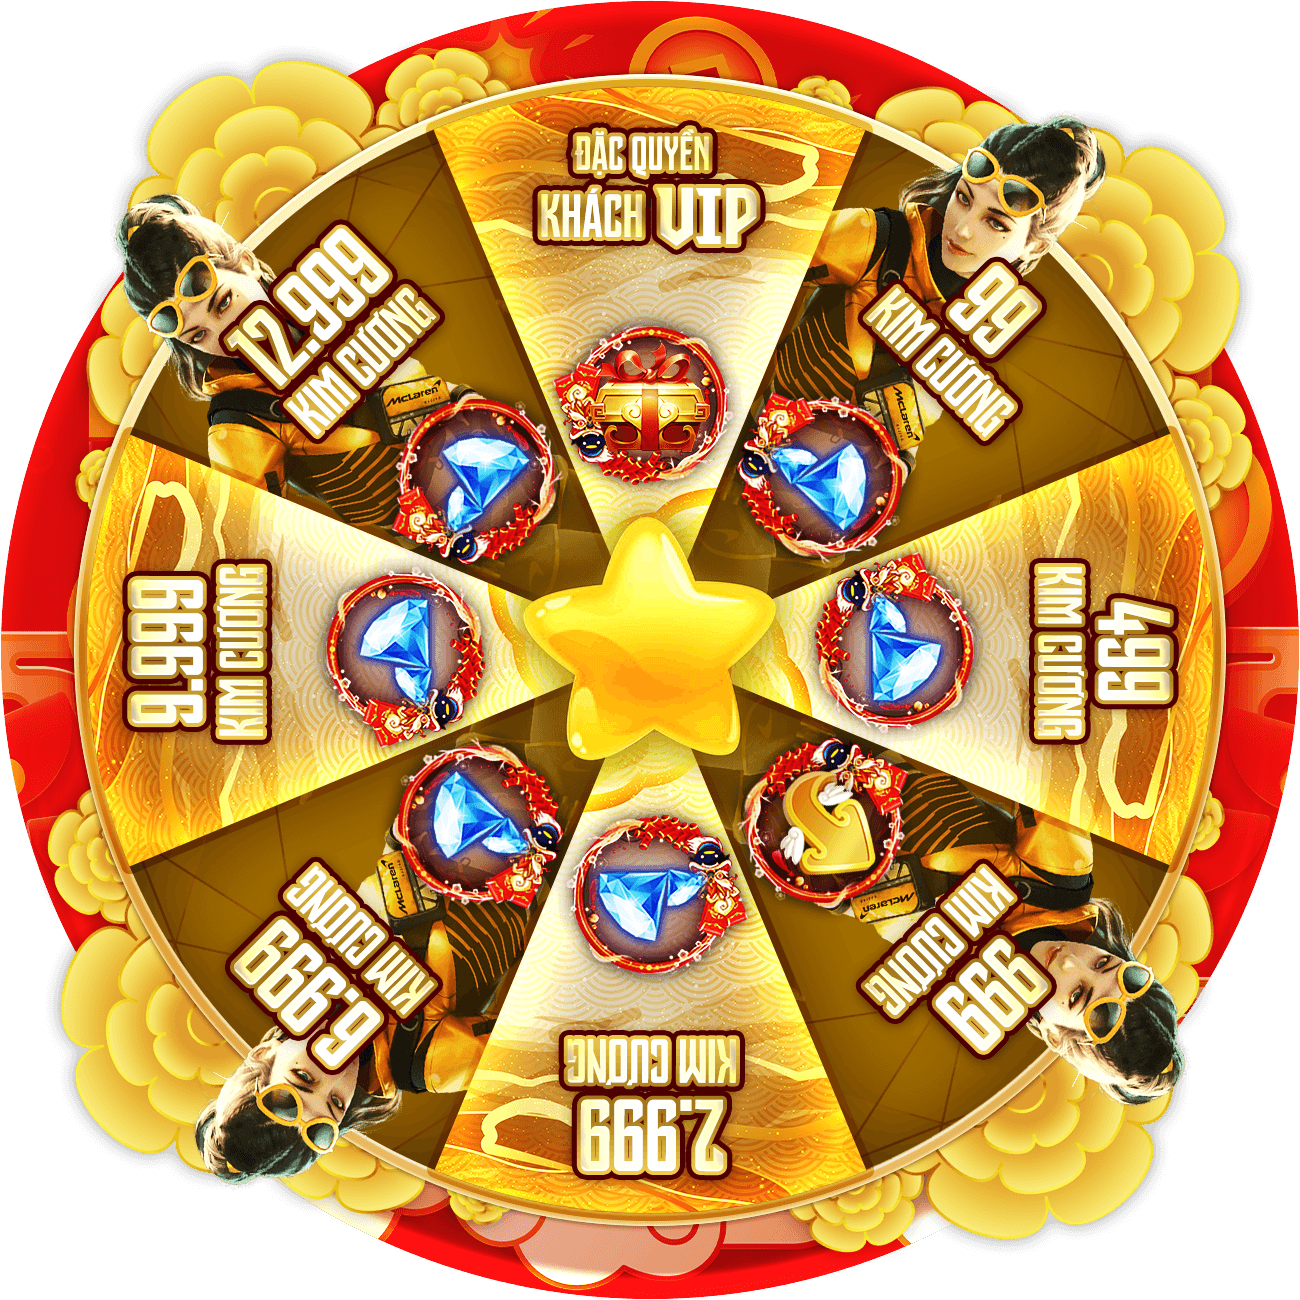 ĐẶC QUYỀN
KHÁCH VIP
99
KIM CƯƠNG
McLaren
499
KIM CƯƠNG
999
KIM CƯƠNG
McLaren
2.999
KIM CƯƠNG
6.999
KIM CƯƠNG
McLaren
9.999
KIM CƯƠNG
12.999
KIM CƯƠNG
McLaren